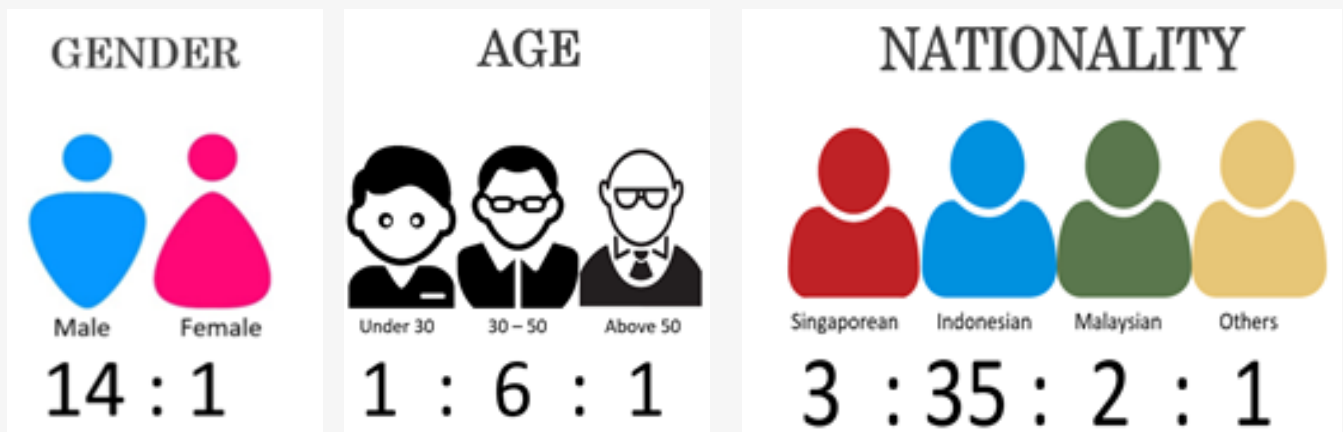 GENDER
Male Female
14 : 1
AGE
Under 30 30 – 50 Above 50
1 : 6 : 1
NATIONALITY
Singaporean Indonesian Malaysian Others
3 : 35 : 2 : 1